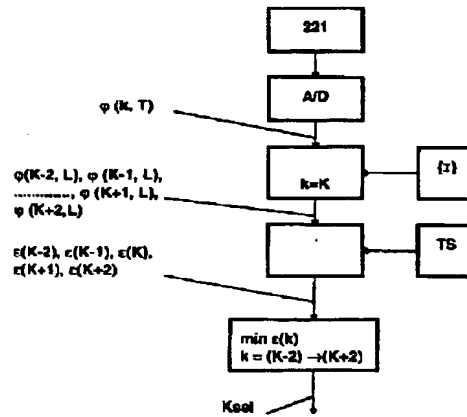 221
A/D
φ (k, T)
φ(K-2, L), φ (K-1, L),
..............., φ (K+1, L),
φ (K+2,L)
k=K
{I}
ε(K-2), ε(K-1), ε(K),
ε(K+1), ε(K+2)
TS
min ε(k)
k = (K-2) →(K+2)
Ksel